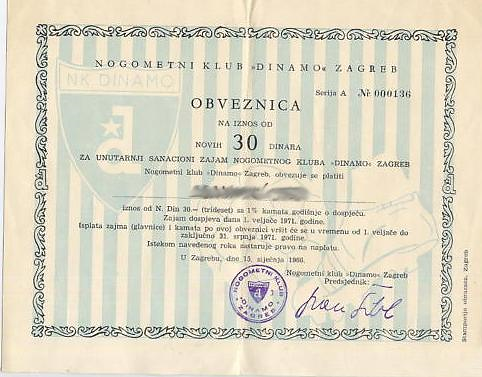 NOGOMETNI KLUB »DINAMO« ZAGREB
NK DINAMO
Serija A № 000136
OBVEZNICA
NA IZNOS OD
NOVIH 30 DINARA
ZA UNUTARNJI SANACIONI ZAJAM NOGOMETNOG KLUBA »DINAMO« ZAGREB
Nogometni klub »Dinamo« Zagreb, obvezuje se platiti
iznos od N. Din 30.— (trideset) sa 1% kamata godišnje o dospjeću.
Zajam dospjeva dana 1. veljače 1971. godine.
Isplata zajma (glavnice) i kamata po ovoj obveznici vršit će se u vremenu od 1. veljače do
zaključno 31. srpnja 1971. godine.
Istekom navedenog roka zastaruje pravo na naplatu.
U Zagrebu, dne 15. siječnja 1966.
Nogometni klub »Dinamo« Zagreb
Predsjednik:
NOGOMETNI KLUB
»DINAMO«
ZAGREB
Štamparija obrazaca, Zagreb